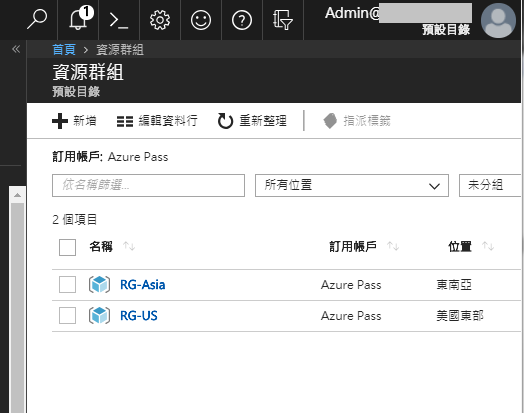 1
Admin@
預設目錄
首頁 > 資源群組
資源群組
預設目錄
新增 編輯資料行 重新整理 指派標籤
訂用帳戶: Azure Pass
依名稱篩選... 所有位置 未分組
2 個項目
名稱 訂用帳戶 位置
RG-Asia Azure Pass 東南亞
RG-US Azure Pass 美國東部